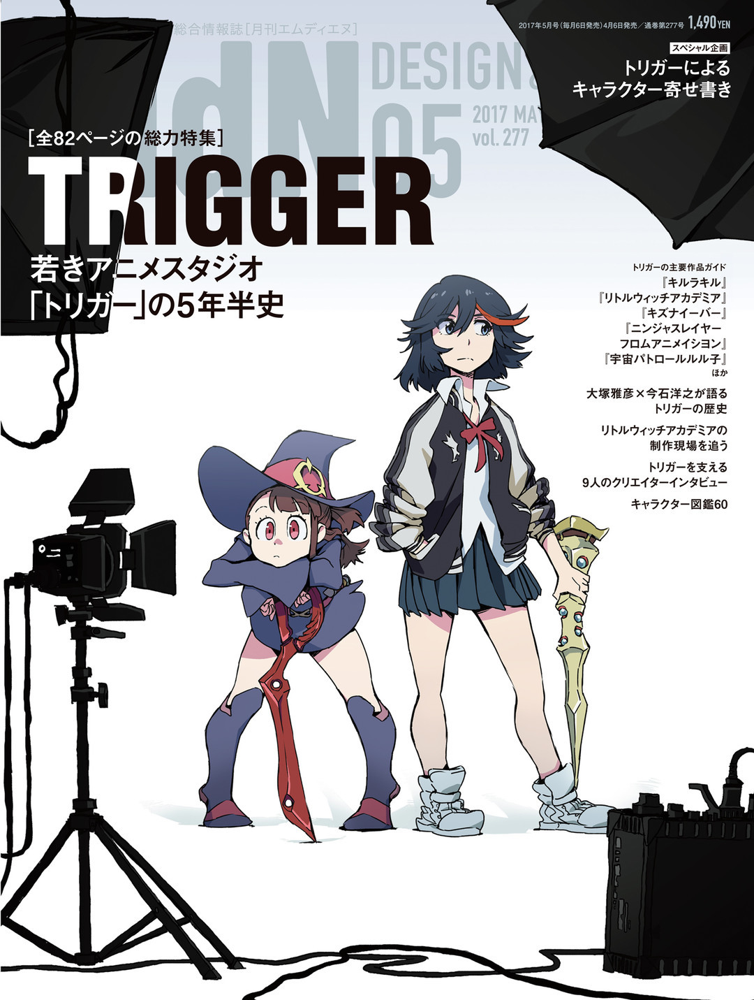 総合情報誌［月刊エムディエヌ］
dN
DESIGN
05
2017 MAY
vol. 277
2017年5月号（毎月6日発売）4月6日発売／通巻第277号 1,490YEN
スペシャル企画
トリガーによる
キャラクター寄せ書き
［全82ページの総力特集］
TRIGGER
若きアニメスタジオ
「トリガー」の5年半史
トリガーの主要作品ガイド
『キルラキル』
『リトルウィッチアカデミア』
『キズナイーバー』
『ニンジャスレイヤー
フロムアニメイシヨン』
『宇宙パトロールルル子』
ほか
大塚雅彦×今石洋之が語る
トリガーの歴史
リトルウィッチアカデミアの
制作現場を追う
トリガーを支える
9人のクリエイターインタビュー
キャラクター図鑑60